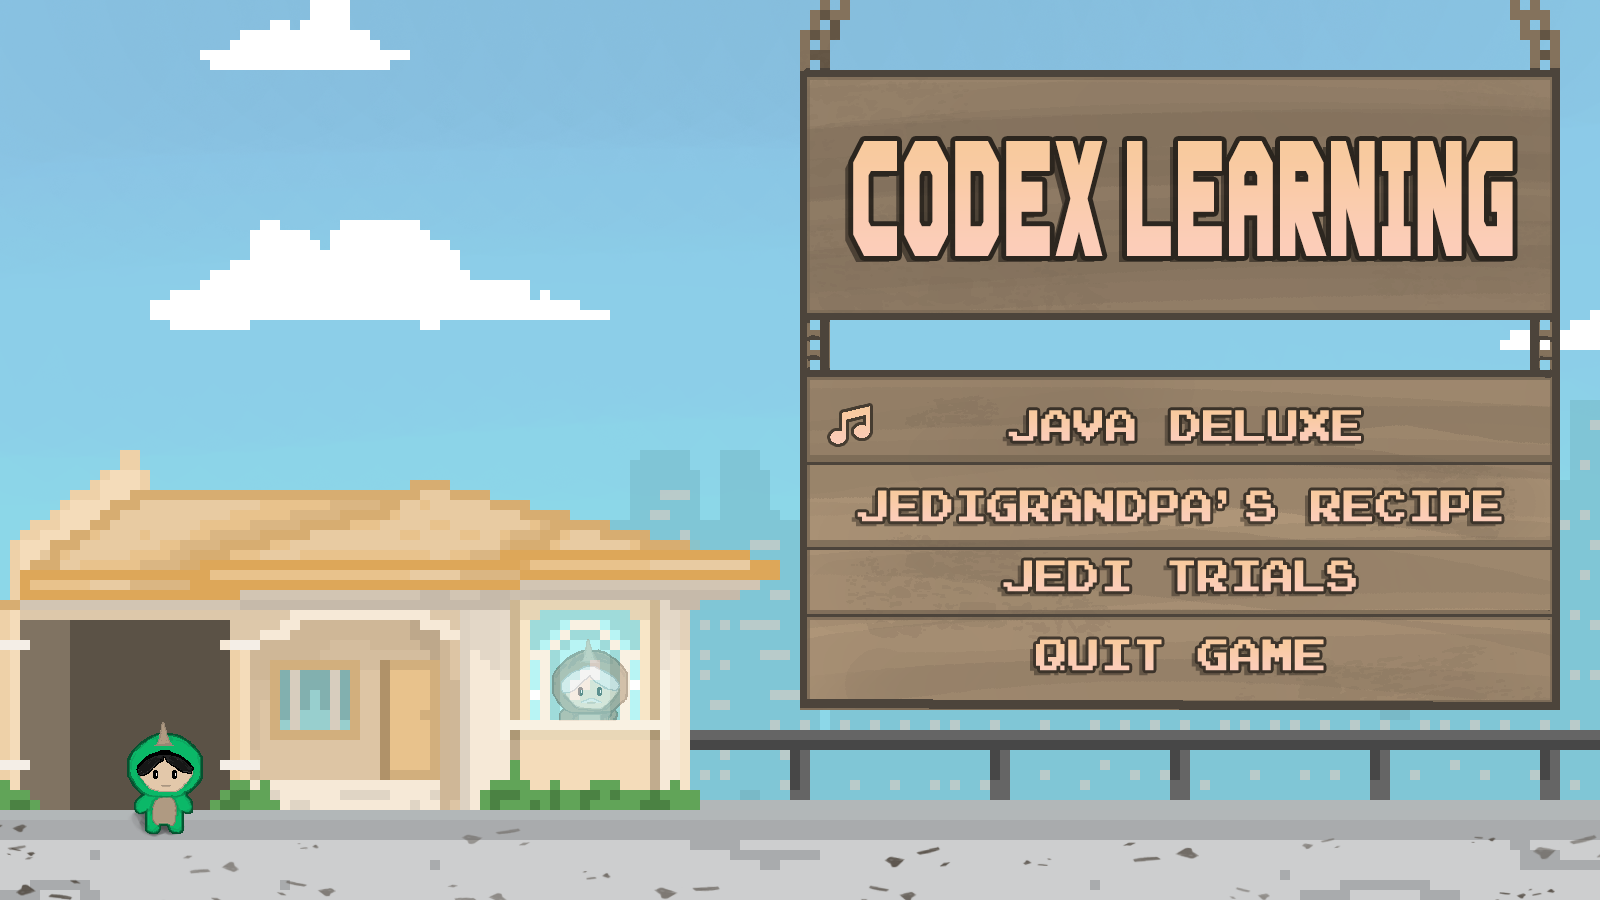 CODEX LEARNING
JAVA DELUXE
JEDIGRANDPA'S RECIPE
JEDI TRIALS
QUIT GAME